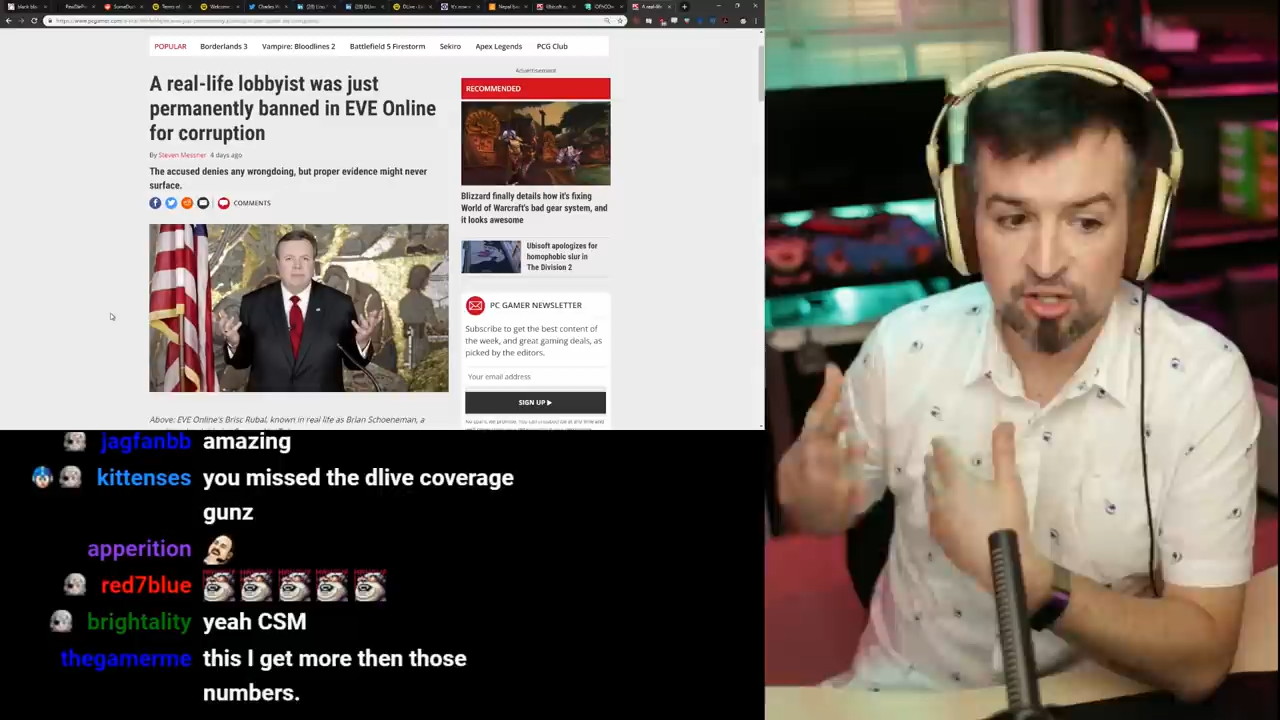 POPULAR Borderlands 3 Vampire: Bloodlines 2 Battlefield 5 Firestorm Sekiro Apex Legends PCG Club
A real-life lobbyist was just
permanently banned in EVE Online
for corruption
By Steven Messner 4 days ago
The accused denies any wrongdoing, but proper evidence might never
surface.
COMMENTS
Above: EVE Online's Brisc Rubal, known in real life as Brian Schoeneman, a
Advertisement
RECOMMENDED
Blizzard finally details how it's fixing
World of Warcraft's bad gear system, and
it looks awesome
Ubisoft apologizes for
homophobic slur in
The Division 2
PC GAMER NEWSLETTER
Subscribe to get the best content of
the week, and great gaming deals, as
picked by the editors.
Your email address
SIGN UP
jagfanbb amazing
kittenses you missed the dlive coverage
gunz
apperition
red7blue
brightality yeah CSM
thegamerme this I get more then those
numbers.